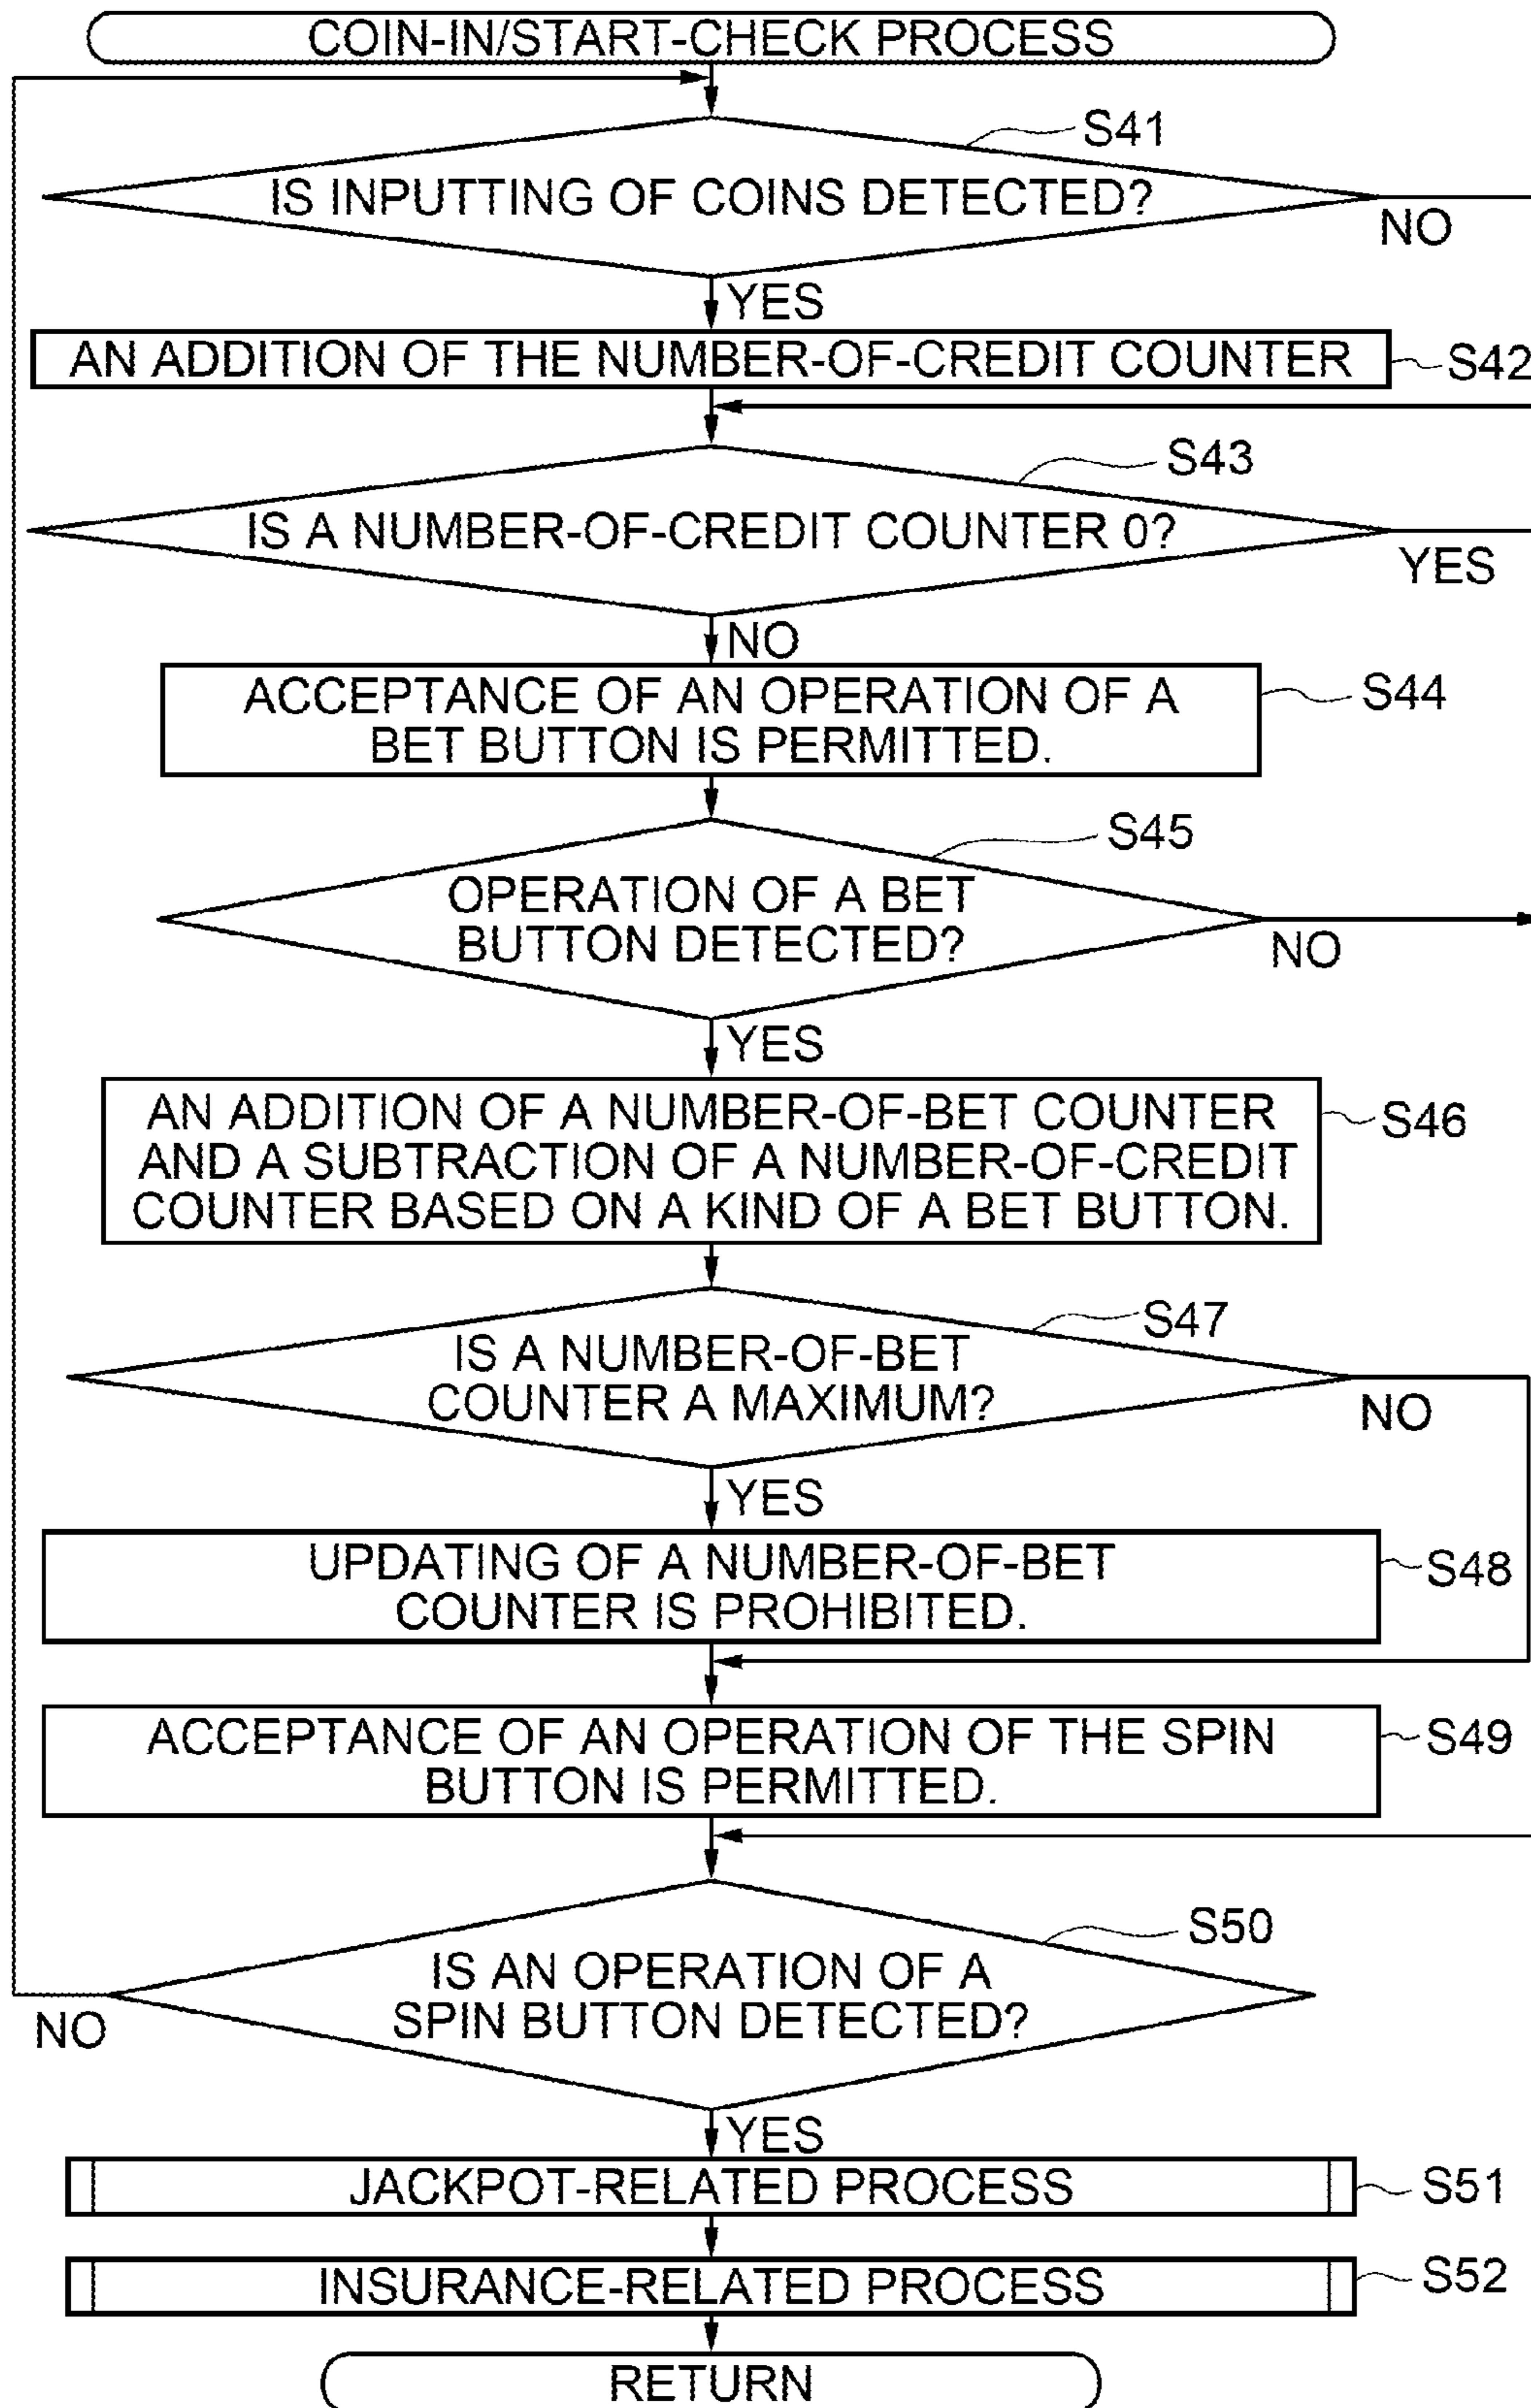 COIN-IN/START-CHECK PROCESS
S41
IS INPUTTING OF COINS DETECTED?
NO
YES
AN ADDITION OF THE NUMBER-OF-CREDIT COUNTER
S42
S43
IS A NUMBER-OF-CREDIT COUNTER 0?
YES
NO
ACCEPTANCE OF AN OPERATION OF A
BET BUTTON IS PERMITTED.
S44
S45
OPERATION OF A BET
BUTTON DETECTED?
NO
YES
AN ADDITION OF A NUMBER-OF-BET COUNTER
AND A SUBTRACTION OF A NUMBER-OF-CREDIT
COUNTER BASED ON A KIND OF A BET BUTTON.
S46
S47
IS A NUMBER-OF-BET
COUNTER A MAXIMUM?
NO
YES
UPDATING OF A NUMBER-OF-BET
COUNTER IS PROHIBITED.
S48
ACCEPTANCE OF AN OPERATION OF THE SPIN
BUTTON IS PERMITTED.
S49
S50
IS AN OPERATION OF A
SPIN BUTTON DETECTED?
NO
YES
JACKPOT-RELATED PROCESS
S51
INSURANCE-RELATED PROCESS
S52
RETURN